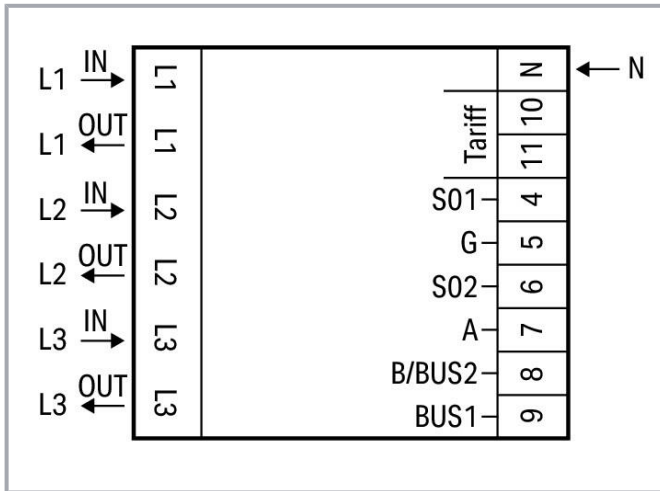 IN
L1
L1
OUT
L1
L1
IN
L2
L2
OUT
L2
L2
IN
L3
L3
OUT
L3
L3
N
N
Tariff
10
11
S01
4
G
5
S02
6
A
7
B/BUS2
8
BUS1
9